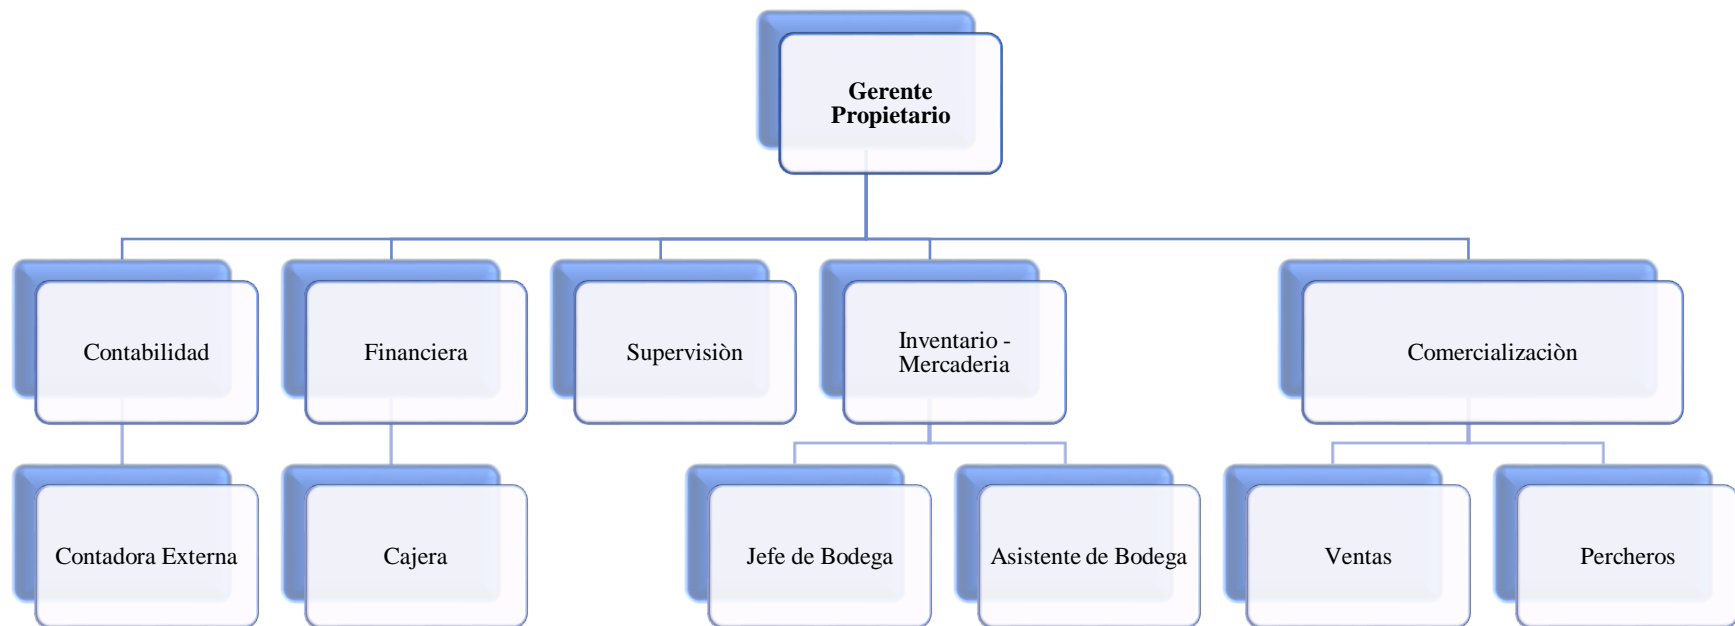 Gerente
Propietario
Contabilidad
Financiera
Supervisiòn
Inventario -
Mercaderia
Comercializaciòn
Contadora Externa
Cajera
Jefe de Bodega
Asistente de Bodega
Ventas
Percheros